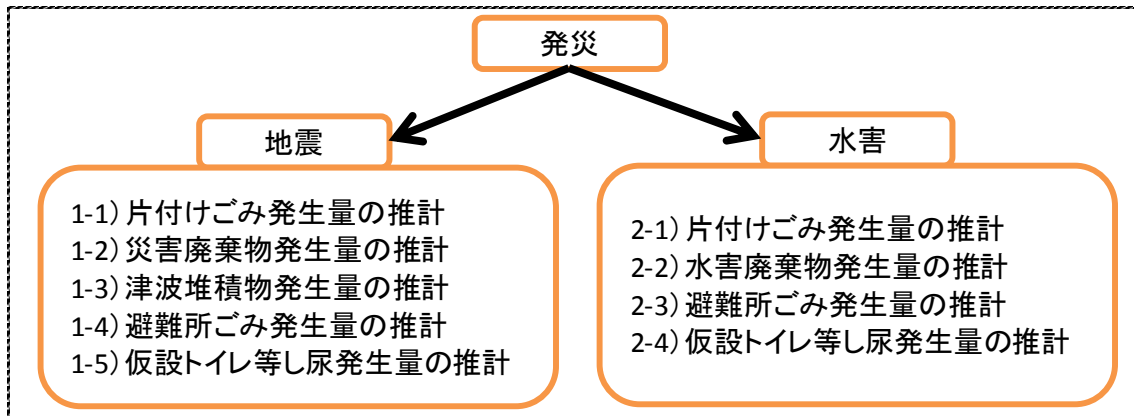 発災
地震
1-1）片付けごみ発生量の推計
1-2）災害廃棄物発生量の推計
1-3）津波堆積物発生量の推計
1-4）避難所ごみ発生量の推計
1-5）仮設トイレ等し尿発生量の推計
水害
2-1）片付けごみ発生量の推計
2-2）水害廃棄物発生量の推計
2-3）避難所ごみ発生量の推計
2-4）仮設トイレ等し尿発生量の推計